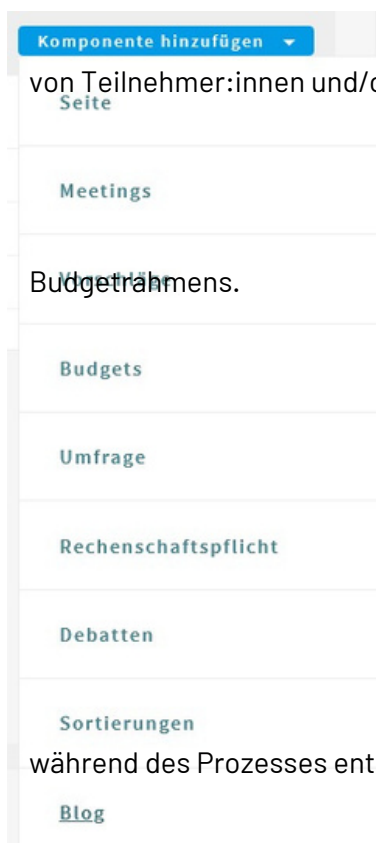 Komponente hinzufügen
von Teilnehmer:innen und/o
Seite
Meetings
Vorschläge
Budgetrahmens.
Budgets
Umfrage
Rechenschaftspflicht
Debatten
Sortierungen
während des Prozesses ent
Blog